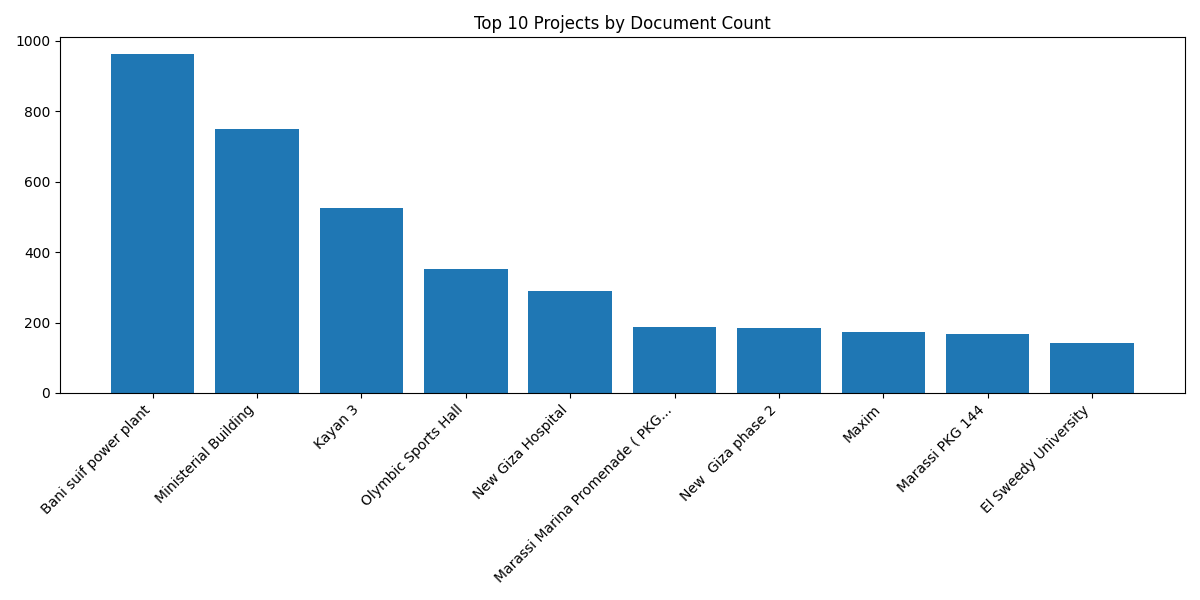 Top 10 Projects by Document Count
1000
800
600
400
200
0
Bani suif power plant
Ministerial Building
Kayan 3
Olymbic Sports Hall
New Giza Hospital
Marassi Marina Promenade ( PKG...
New  Giza phase 2
Maxim
Marassi PKG 144
El Sweedy University